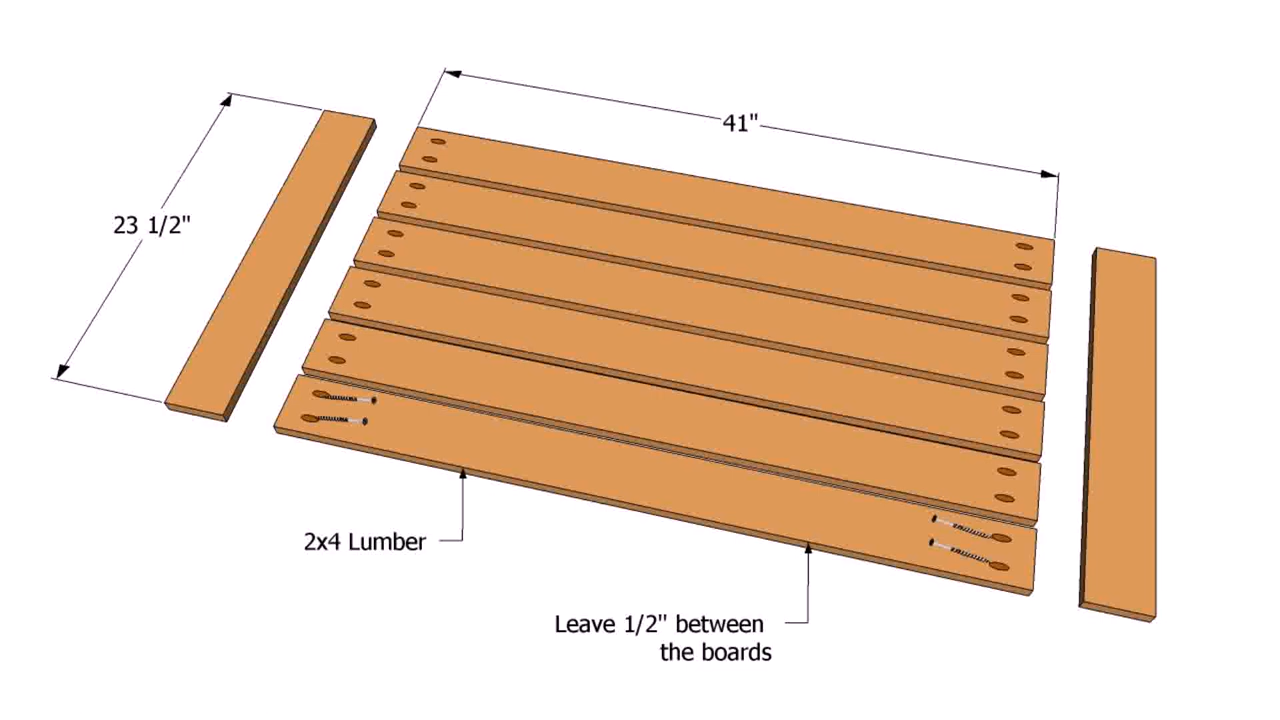 41"
23 1/2"
2x4 Lumber
Leave 1/2" between
the boards